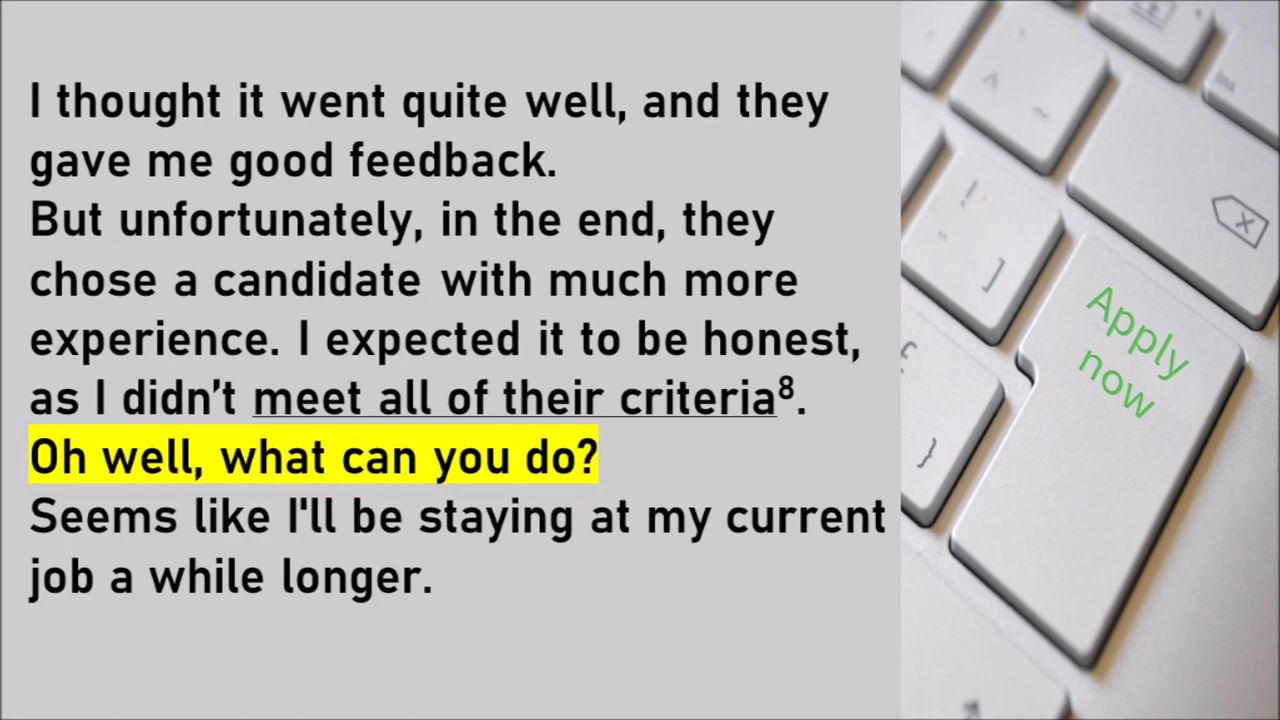 I thought it went quite well, and they
gave me good feedback.
But unfortunately, in the end, they
chose a candidate with much more
experience. I expected it to be honest,
as I didn’t meet all of their criteria⁸.
Oh well, what can you do?
Seems like I'll be staying at my current
job a while longer.
Apply
now
Ins
^
~
!
]
£
}